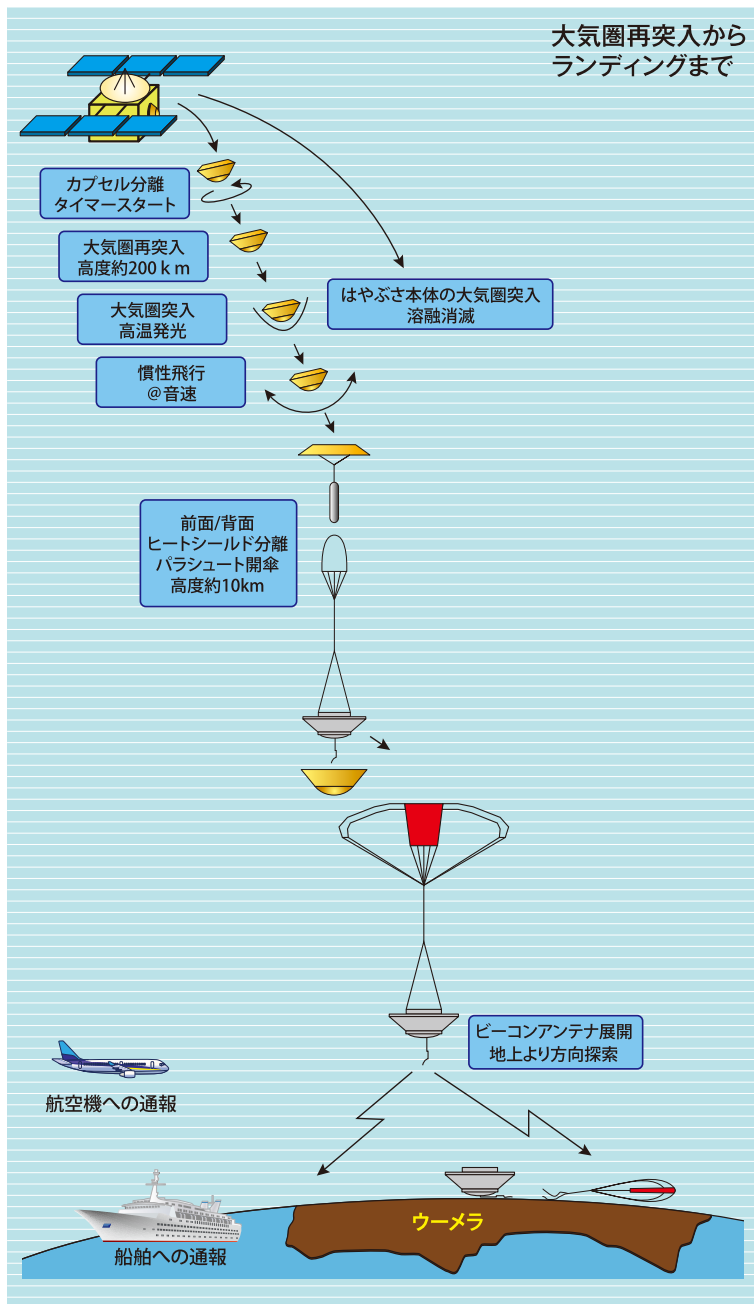 大気圏再突入から
ランディングまで
カプセル分離
タイマースタート
大気圏再突入
高度約200ｋｍ
はやぶさ本体の大気圏突入
溶融消滅
大気圏突入
高温発光
慣性飛行
＠音速
前面/背面
ヒートシールド分離
パラシュート開傘
高度約10km
ビーコンアンテナ展開
地上より方向探索
航空機への通報
ウーメラ
船舶への通報